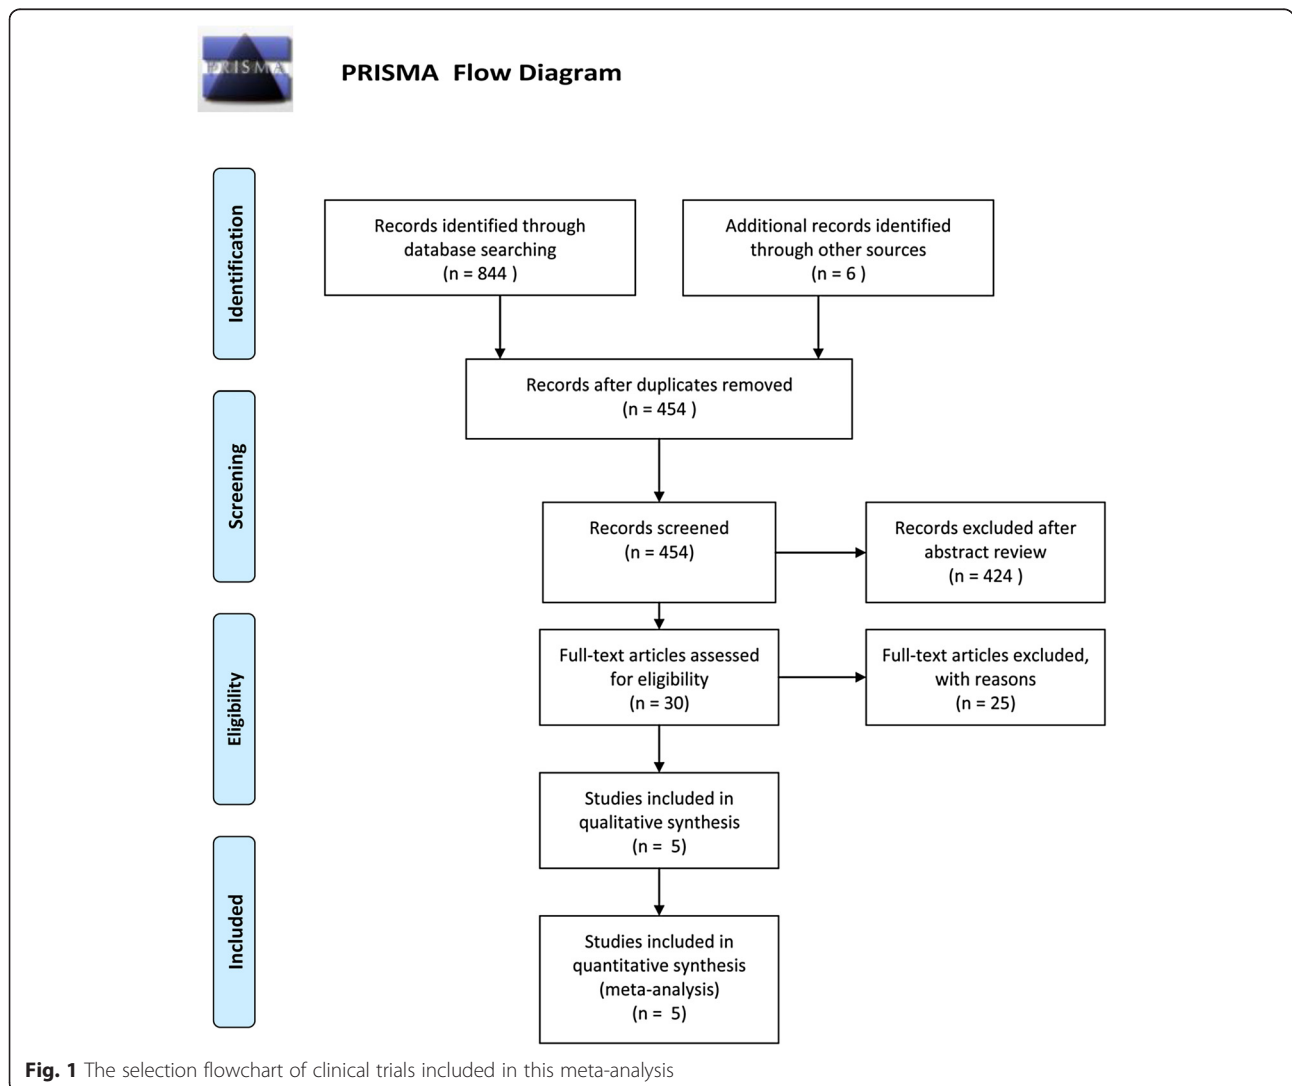 PRISMA
PRISMA Flow Diagram
Identification
Records identified through
database searching
(n = 844 )
Additional records identified
through other sources
(n = 6 )
Records after duplicates removed
(n = 454 )
Screening
Records screened
(n = 454)
Records excluded after
abstract review
(n = 424 )
Eligibility
Full-text articles assessed
for eligibility
(n = 30)
Full-text articles excluded,
with reasons
(n = 25)
Studies included in
qualitative synthesis
(n = 5)
Included
Studies included in
quantitative synthesis
(meta-analysis)
(n = 5)
Fig. 1 The selection flowchart of clinical trials included in this meta-analysis